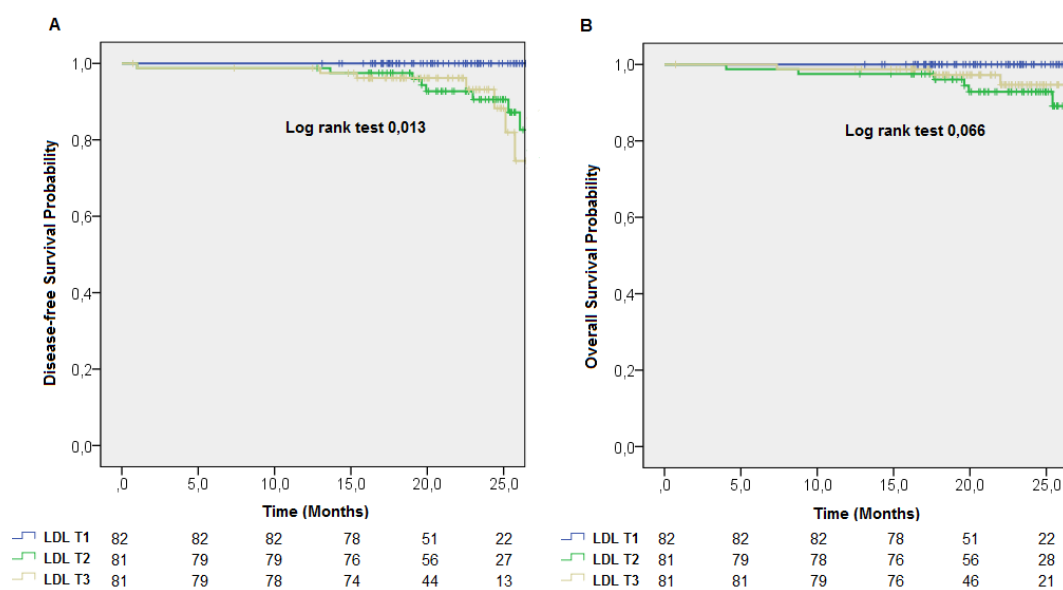 A
B
Disease-free Survival Probability
1,0
0,8
0,6
0,4
0,2
0,0
Log rank test 0,013
,0 5,0 10,0 15,0 20,0 25,0
Time (Months)
LDL T1 82 82 82 78 51 22
LDL T2 81 79 79 76 56 27
LDL T3 81 79 78 74 44 13
Overall Survival Probability
1,0
0,8
0,6
0,4
0,2
0,0
Log rank test 0,066
,0 5,0 10,0 15,0 20,0 25,0
Time (Months)
LDL T1 82 82 82 78 51 22
LDL T2 81 79 78 76 56 28
LDL T3 81 81 79 76 46 21